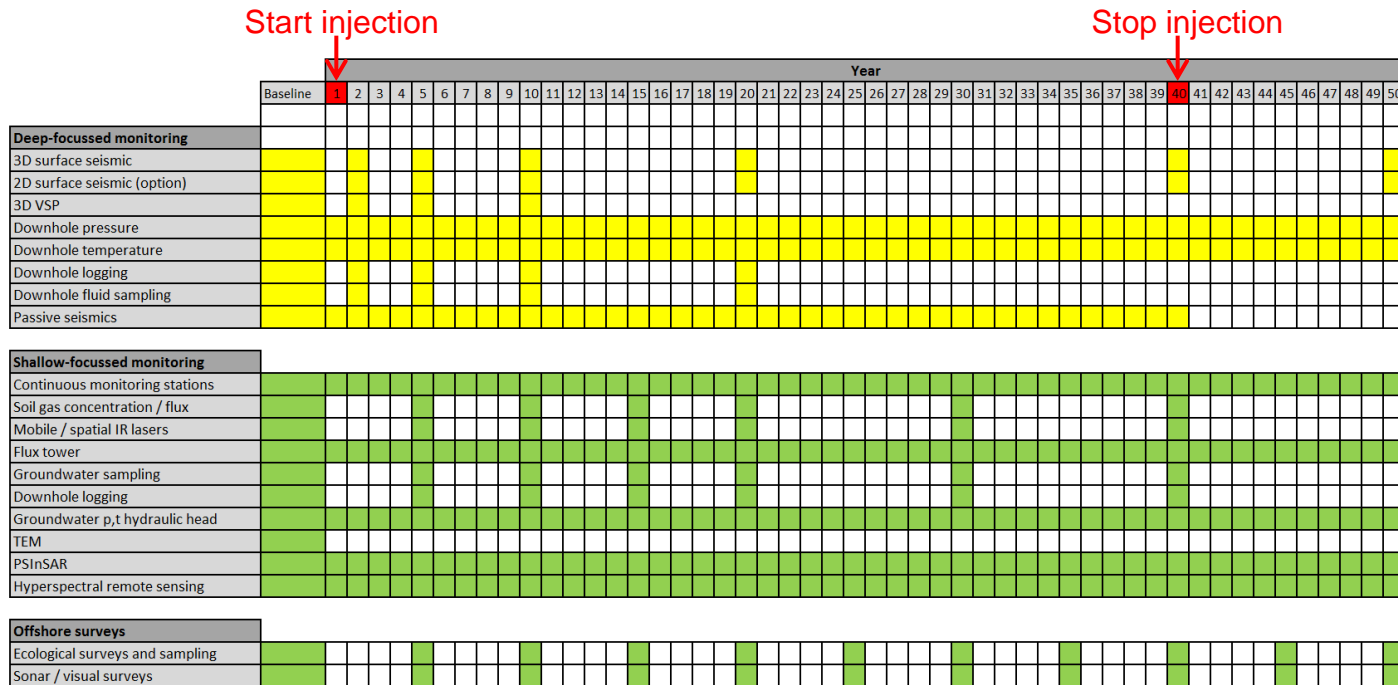 Start injection Stop injection
Year
Baseline 1 2 3 4 5 6 7 8 9 10 11 12 13 14 15 16 17 18 19 20 21 22 23 24 25 26 27 28 29 30 31 32 33 34 35 36 37 38 39 40 41 42 43 44 45 46 47 48 49 50
Deep-focussed monitoring
3D surface seismic
2D surface seismic (option)
3D VSP
Downhole pressure
Downhole temperature
Downhole logging
Downhole fluid sampling
Passive seismics
Shallow-focussed monitoring
Continuous monitoring stations
Soil gas concentration / flux
Mobile / spatial IR lasers
Flux tower
Groundwater sampling
Downhole logging
Groundwater p,t hydraulic head
TEM
PSInSAR
Hyperspectral remote sensing
Offshore surveys
Ecological surveys and sampling
Sonar / visual surveys